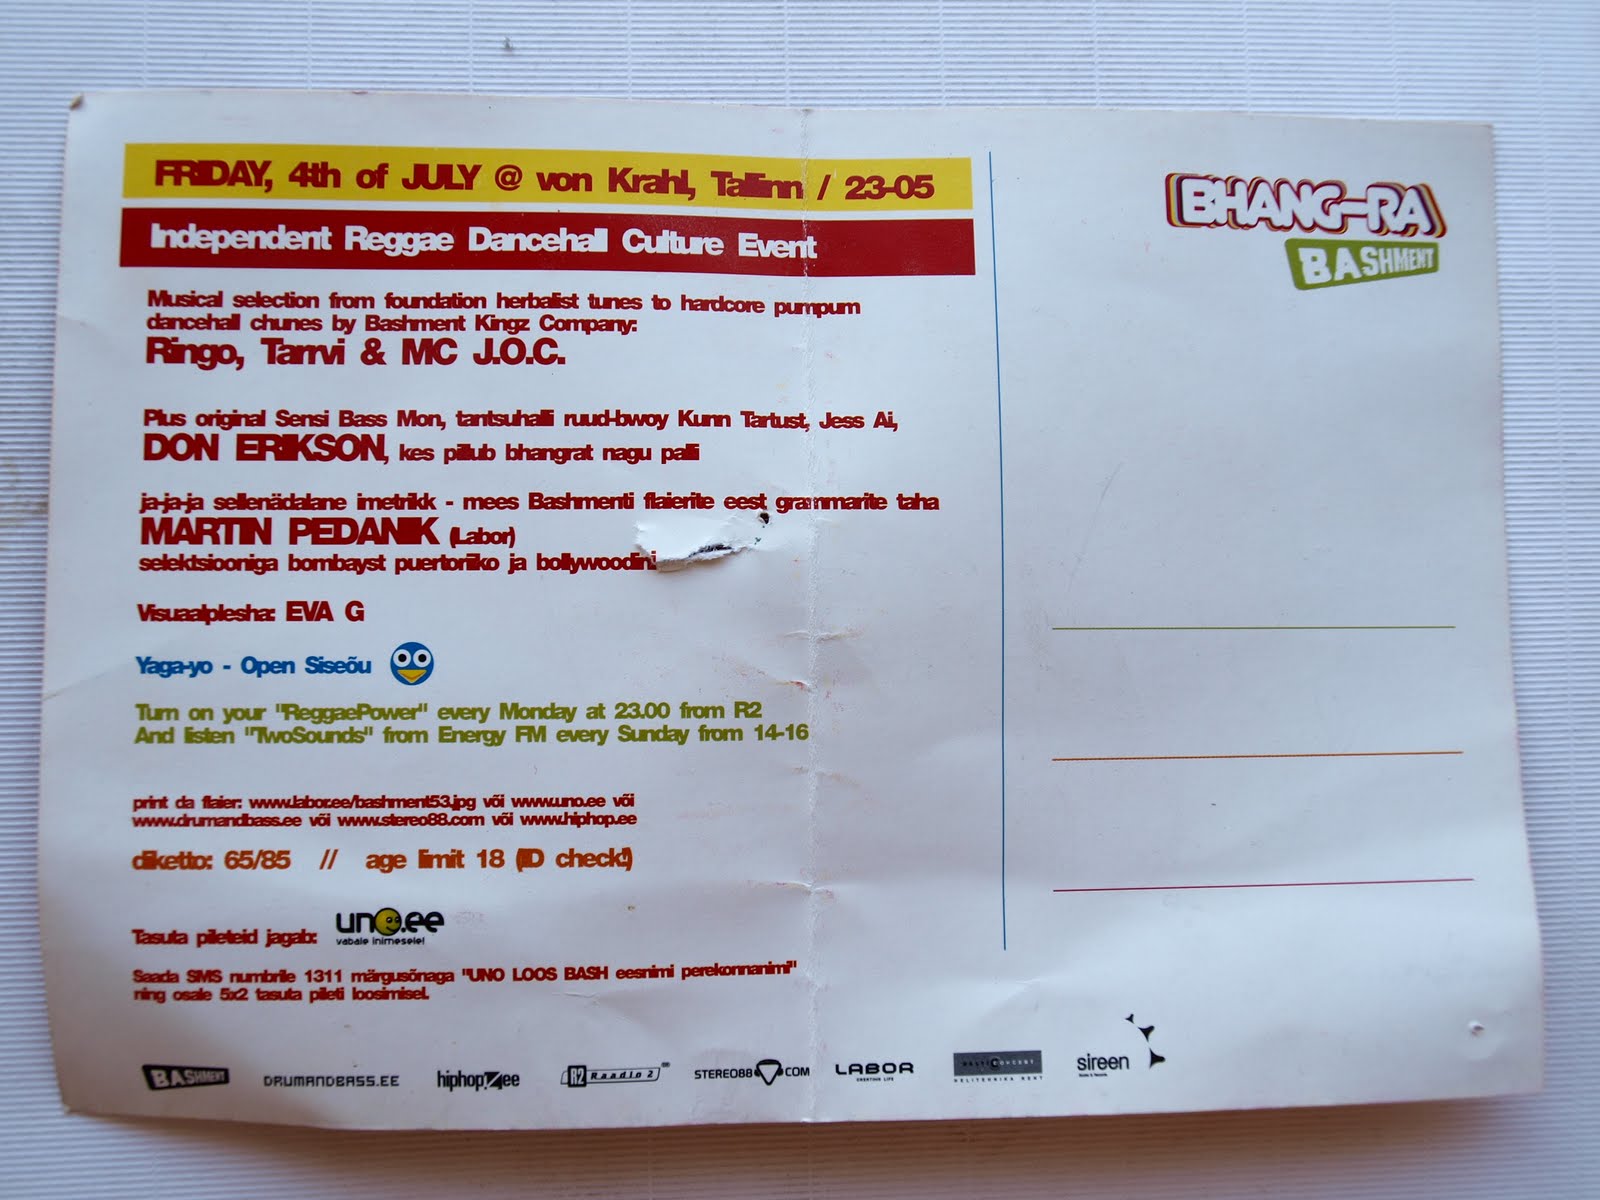 FRIDAY, 4th of JULY @ von Krahl, Tallinn / 23-05
Independent Reggae Dancehall Culture Event
Musical selection from foundation herbalist tunes to hardcore pumpum
dancehall chunes by Bashment Kingz Company:
Ringo, Tarrvi & MC J.O.C.
Plus original Sensi Bass Mon, tantsuhalli ruud-bwoy Kurm Tartust, Jess Ai,
DON ERIKSON, kes pillub bhangrat nagu palli
ja-ja-ja sellenädalane imetrikk - mees Bashmenti flaierite eest grammarite taha
MARTIN PEDANIK (Labor)
selektsiooniga bombayst puertoriiko ja bollywoodini!
Visuaalplesha: EVA G
Yaga-yo - Open Siseõu
Turn on your "ReggaePower" every Monday at 23.00 from R2
And listen "TwoSounds" from Energy FM every Sunday from 14-16
print da flaier: www.labor.ee/bashment53.jpg või www.uno.ee või
www.drumandbass.ee või www.stereo88.com või www.hiphop.ee
diiketto: 65/85 // age limit 18 (ID check!)
Tasuta pileteid jagab: uno.ee
vabale inimesele!
Saada SMS numbrile 1311 märgusõnaga "UNO LOOS BASH eesnimi perekonnanimi"
ning osale 5x2 tasuta pileti loosimisel.
BASHMENT DRUMANDBASS.EE hiphop.ee R2 Raadio 2 STEREO88.COM LABOR sireen
CREATING LIFE
HELITEHNIKA RENT
BHANG-RA
BASHMENT